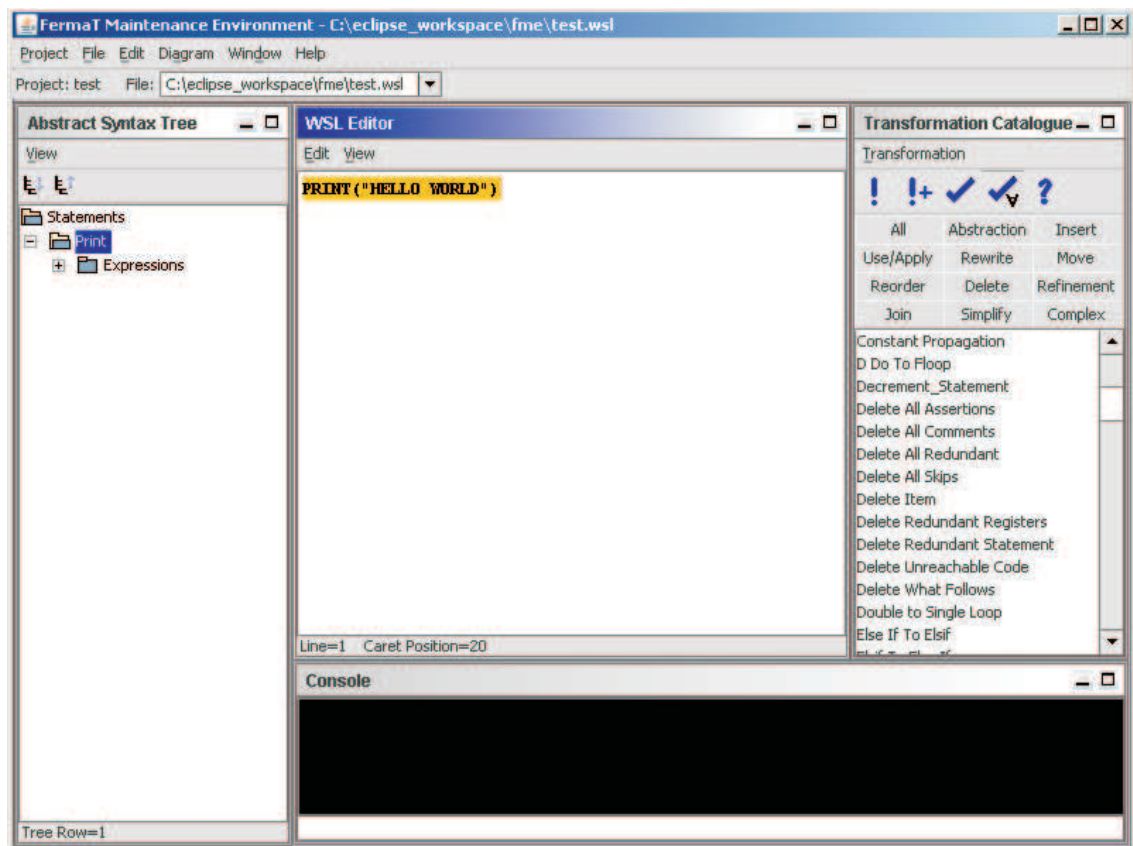 FermaT Maintenance Environment - C:\eclipse_workspace\fme\test.wsl
Project File Edit Diagram Window Help
Project: test File: C:\eclipse_workspace\fme\test.wsl
Abstract Syntax Tree
View
Statements
Print
Expressions
Tree Row=1
WSL Editor
Edit View
PRINT("HELLO WORLD")
Line=1 Caret Position=20
Transformation Catalogue
Transformation
! !+ ?
All Abstraction Insert
Use/Apply Rewrite Move
Reorder Delete Refinement
Join Simplify Complex
Constant Propagation
D Do To Floop
Decrement_Statement
Delete All Assertions
Delete All Comments
Delete All Redundant
Delete All Skips
Delete Item
Delete Redundant Registers
Delete Redundant Statement
Delete Unreachable Code
Delete What Follows
Double to Single Loop
Else If To Elsif
Console